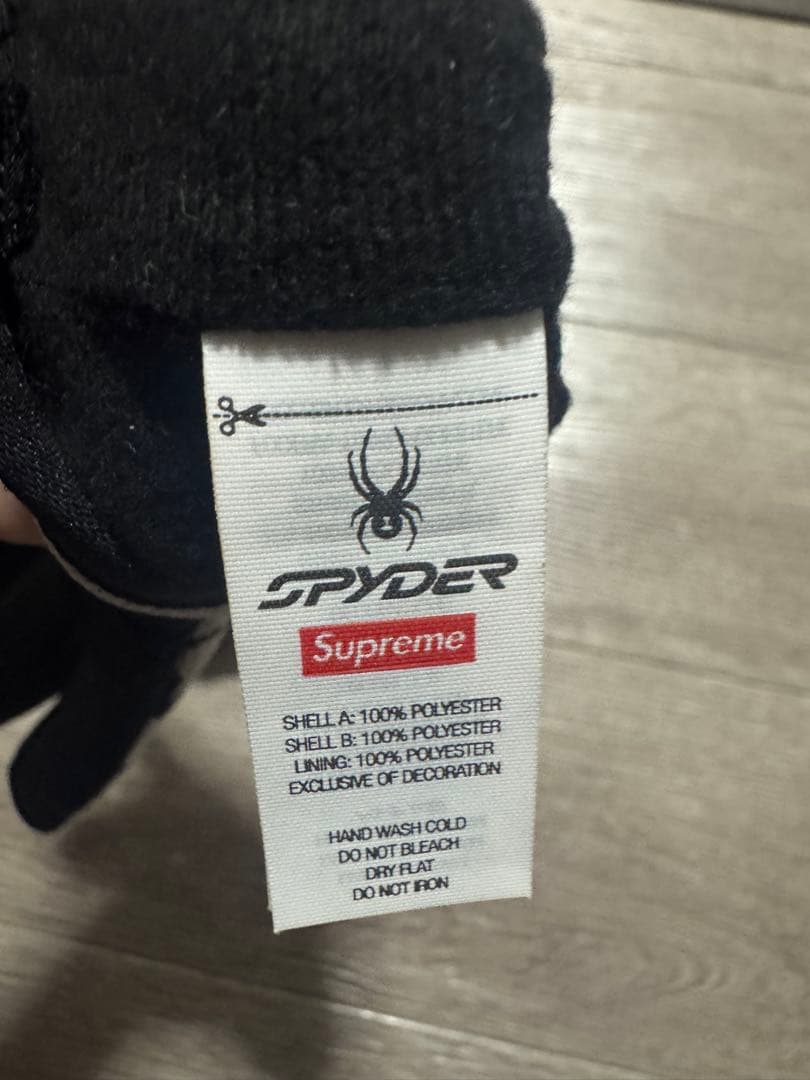 SPYDER
Supreme
SHELL A: 100% POLYESTER
SHELL B: 100% POLYESTER
LINING: 100% POLYESTER
EXCLUSIVE OF DECORATION
HAND WASH COLD
DO NOT BLEACH
DRY FLAT
DO NOT IRON